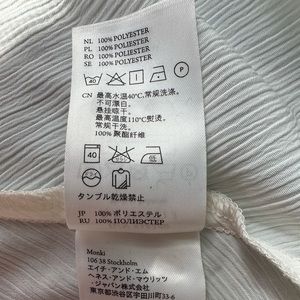 NL 100% POLYESTER
PL 100% POLIESTER
RO 100% POLIESTER
SE 100% POLYESTER
40 P
CN 最高水温40°C,常规洗涤.
不可漂白.
悬挂晾干.
最高温度110°C熨烫.
常规干洗.
100% 聚酯纤维
40 低
タンブル乾燥禁止
JP 100% ポリエステル
RU 100% ПОЛИЭСТЕР
Monki
106 38 Stockholm
エイチ・アンド・エム
ヘネス・アンド・マウリッツ
・ジャパン株式会社
東京都渋谷区宇田川町33-6